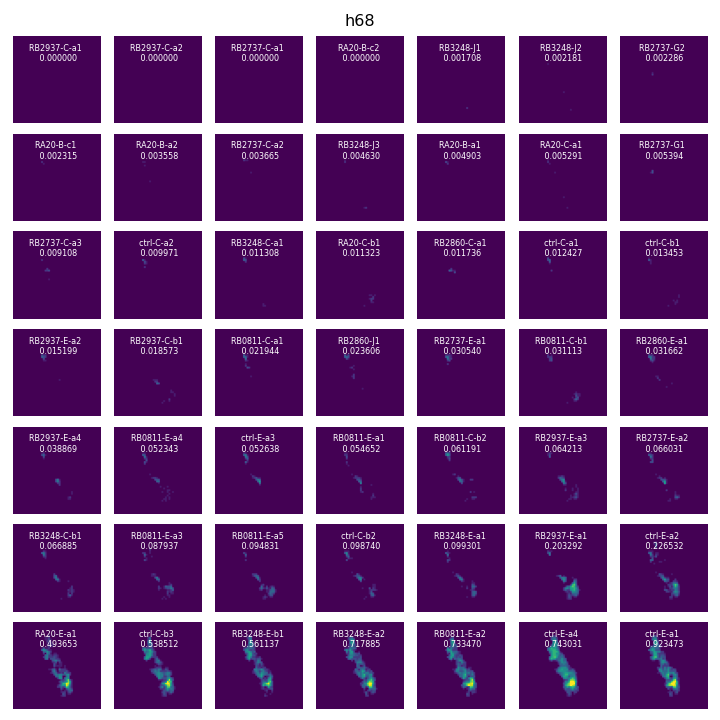 h68
RB2937-C-a1
0.000000
RB2937-C-a2
0.000000
RB2737-C-a1
0.000000
RA20-B-c2
0.000000
RB3248-J1
0.001708
RB3248-J2
0.002181
RB2737-G2
0.002286
RA20-B-c1
0.002315
RA20-B-a2
0.003558
RB2737-C-a2
0.003665
RB3248-J3
0.004630
RA20-B-a1
0.004903
RA20-C-a1
0.005291
RB2737-G1
0.005394
RB2737-C-a3
0.009108
ctrl-C-a2
0.009971
RB3248-C-a1
0.011308
RA20-C-b1
0.011323
RB2860-C-a1
0.011736
ctrl-C-a1
0.012427
ctrl-C-b1
0.013453
RB2937-E-a2
0.015199
RB2937-C-b1
0.018573
RB0811-C-a1
0.021944
RB2860-J1
0.023606
RB2737-E-a1
0.030540
RB0811-C-b1
0.031113
RB2860-E-a1
0.031662
RB2937-E-a4
0.038869
RB0811-E-a4
0.052343
ctrl-E-a3
0.052638
RB0811-E-a1
0.054652
RB0811-C-b2
0.061191
RB2937-E-a3
0.064213
RB2737-E-a2
0.066031
RB3248-C-b1
0.066885
RB0811-E-a3
0.087937
RB0811-E-a5
0.094831
ctrl-C-b2
0.098740
RB3248-E-a1
0.099301
RB2937-E-a1
0.203292
ctrl-E-a2
0.226532
RA20-E-a1
0.493653
ctrl-C-b3
0.538512
RB3248-E-b1
0.561137
RB3248-E-a2
0.717885
RB0811-E-a2
0.733470
ctrl-E-a4
0.743031
ctrl-E-a1
0.923473